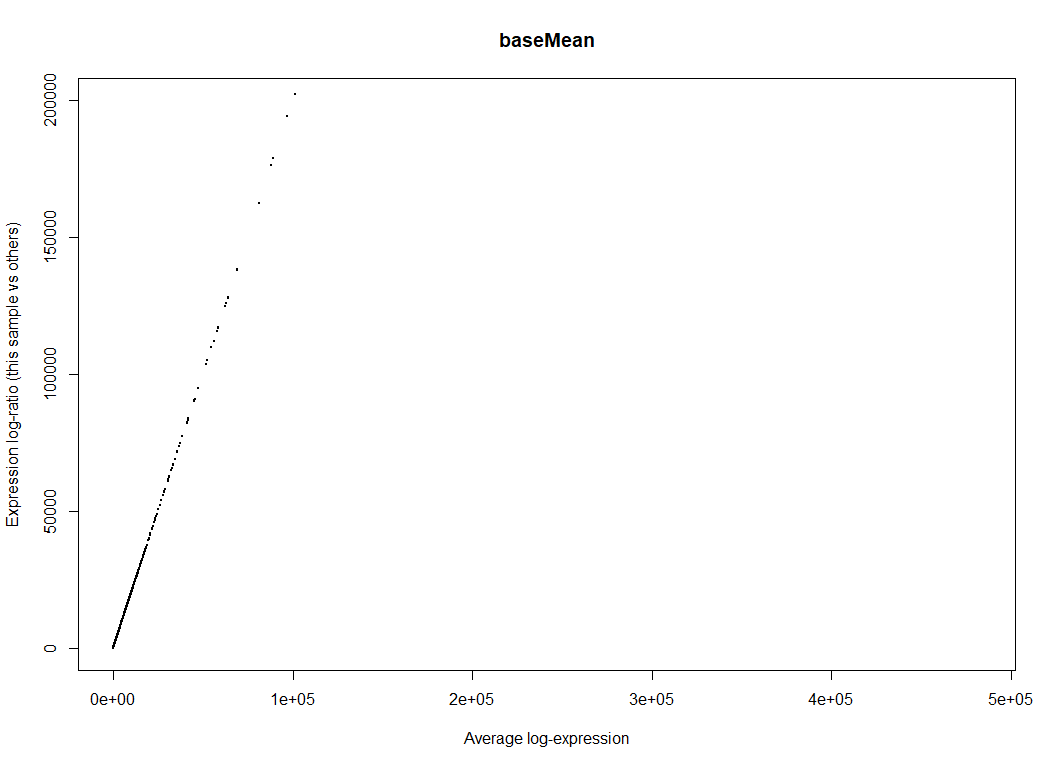 baseMean
Expression log-ratio (this sample vs others)
200000
150000
100000
50000
0
0e+00 1e+05 2e+05 3e+05 4e+05 5e+05
Average log-expression